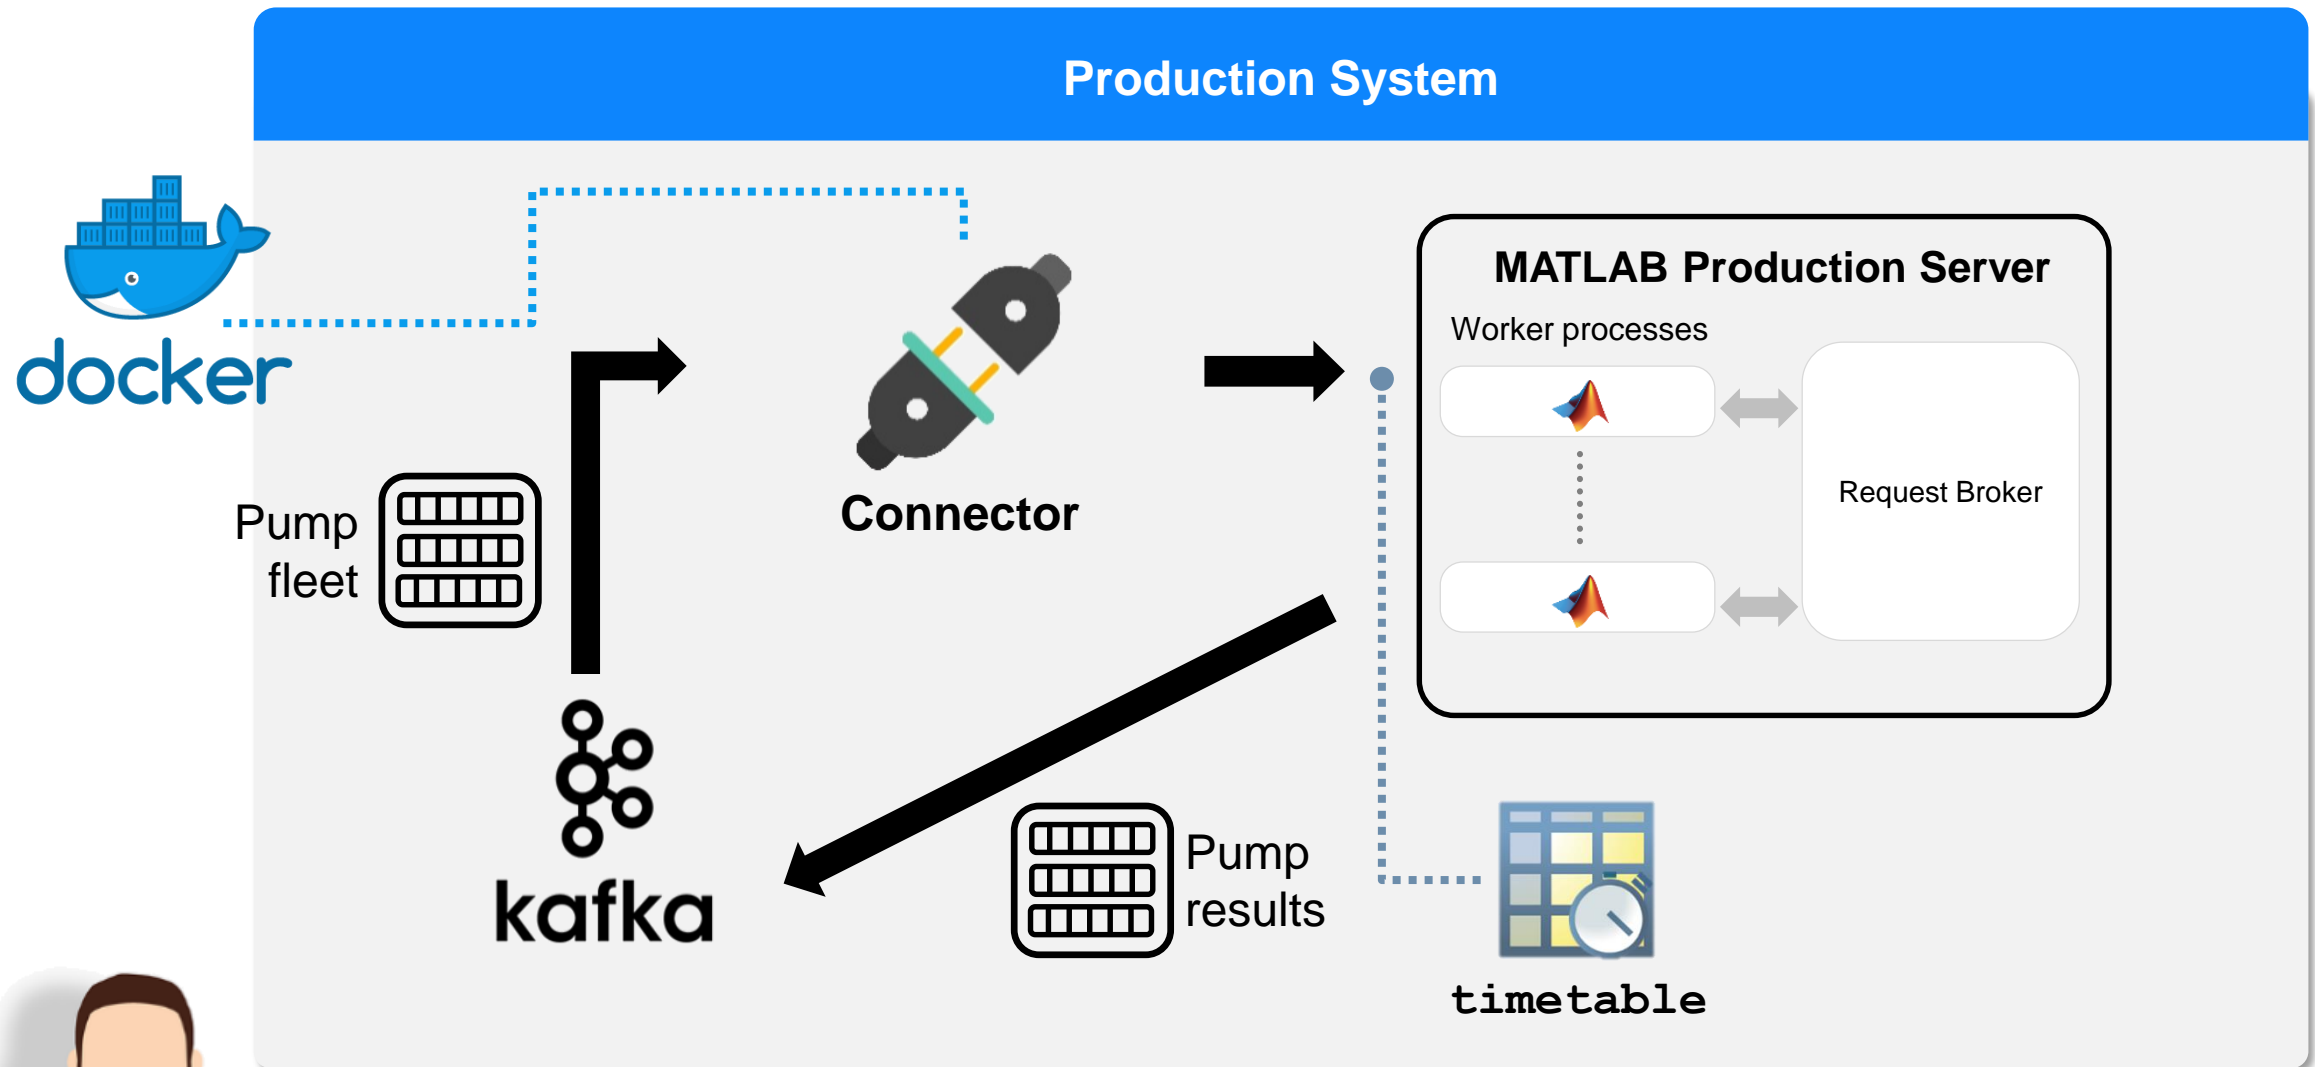 Production System
docker
MATLAB Production Server
Worker processes
Request Broker
Connector
Pump
fleet
kafka
Pump
results
timetable